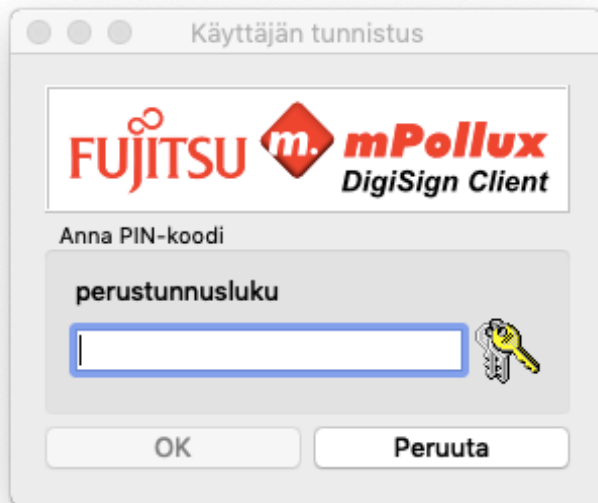 Käyttäjän tunnistus
FUJITSU m. mPollux
DigiSign Client
Anna PIN-koodi
perustunnusluku
OK Peruuta